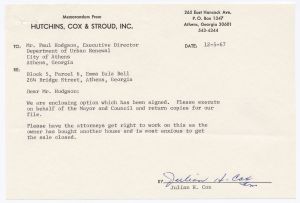 Memorandum From
HUTCHINS, COX & STROUD, INC.
260 East Hancock Ave.
P. O. Box 1347
Athens, Georgia 30601
543-4344
TO: Mr. Paul Hodgson, Executive Director
Department of Urban Renewal
City of Athens
Athens, Georgia
DATE: 12-5-67
RE: Block 5, Parcel 6, Emma Eula Bell
264 Bridge Street, Athens, Georgia
Dear Mr. Hodgson:
We are enclosing option which has been signed. Please execute
on behalf of the Mayor and Council and return copies for our
file.
Please have the attorneys get right to work on this as the
owner has bought another house and is most anxious to get
the sale closed.
BY Julian H. Cox
Julian H. Cox